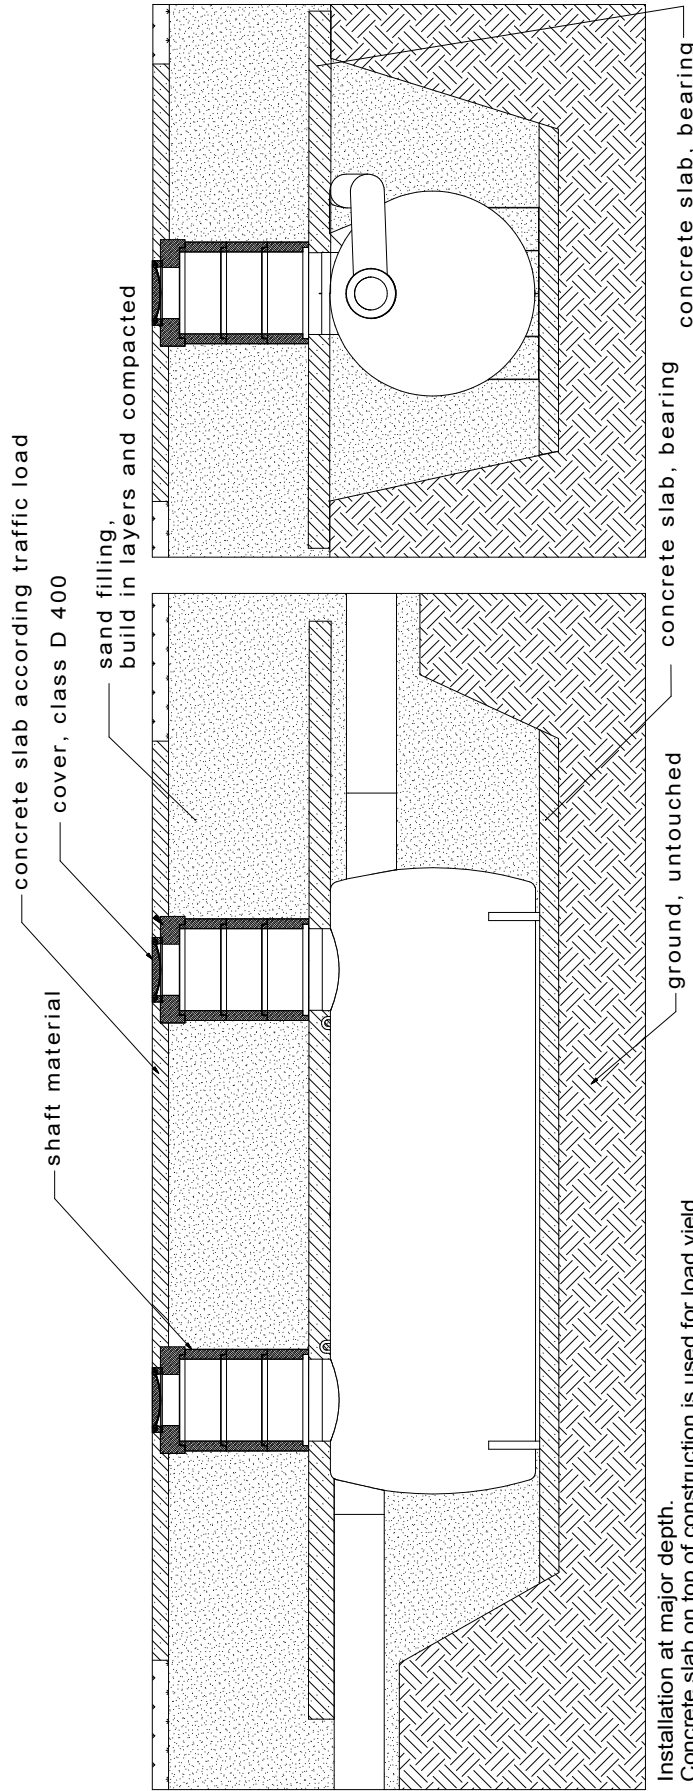 shaft material
concrete slab according traffic load
cover, class D 400
sand filling,
build in layers and compacted
ground, untouched
concrete slab, bearing
concrete slab, bearing
Installation at major depth.
Concrete slab on top of construction is used for load yield